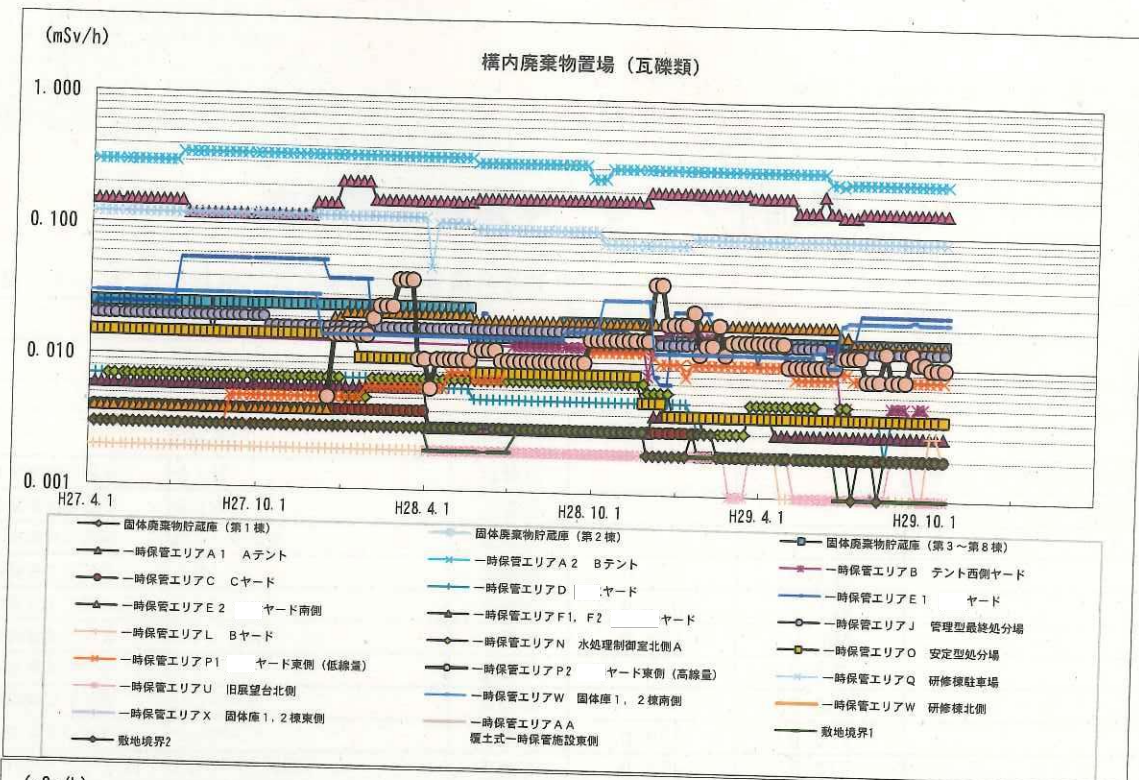 (mSv/h)
構内廃棄物置場（瓦礫類）
1.000
0.100
0.010
0.001
H27.4.1
H27.10.1
H28.4.1
H28.10.1
H29.4.1
H29.10.1
固体廃棄物貯蔵庫（第1棟）
固体廃棄物貯蔵庫（第2棟）
固体廃棄物貯蔵庫（第3～第8棟）
一時保管エリアA1 Aテント
一時保管エリアA2 Bテント
一時保管エリアB テント西側ヤード
一時保管エリアC Cヤード
一時保管エリアD ヤード
一時保管エリアE1 ヤード
一時保管エリアE2 ヤード南側
一時保管エリアF1, F2 ヤード
一時保管エリアJ 管理型最終処分場
一時保管エリアL Bヤード
一時保管エリアN 水処理制御室北側A
一時保管エリアO 安定型処分場
一時保管エリアP1 ヤード東側（低線量）
一時保管エリアP2 ヤード東側（高線量）
一時保管エリアQ 研修棟駐車場
一時保管エリアU 旧展望台北側
一時保管エリアW 固体庫1, 2棟南側
一時保管エリアW 研修棟北側
一時保管エリアX 固体庫1, 2棟東側
一時保管エリアAA
覆土式一時保管施設東側
敷地境界1
敷地境界2